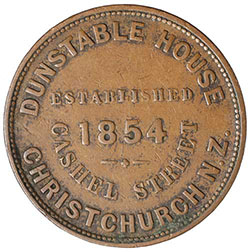 DUNSTABLE HOUSE
ESTABLISHED
1854
CASHEL STREET
CHRISTCHURCH N.Z.